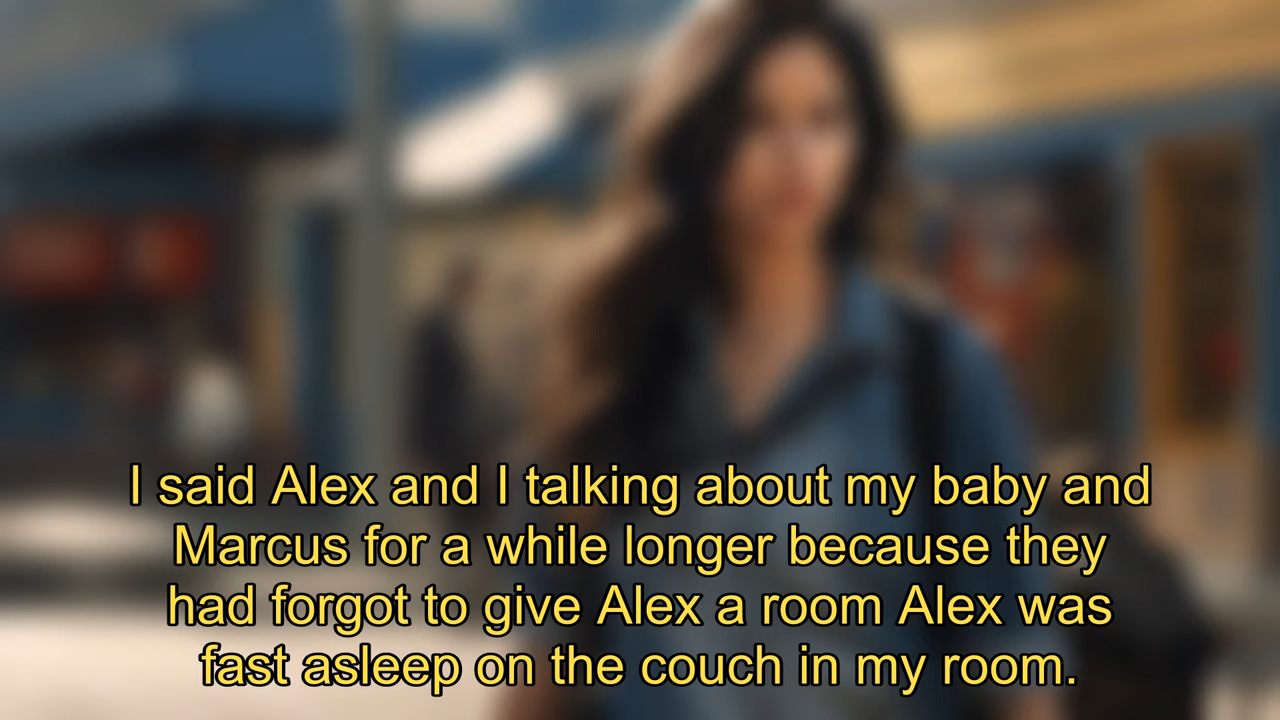 I said Alex and I talking about my baby and
Marcus for a while longer because they
had forgot to give Alex a room Alex was
fast asleep on the couch in my room.